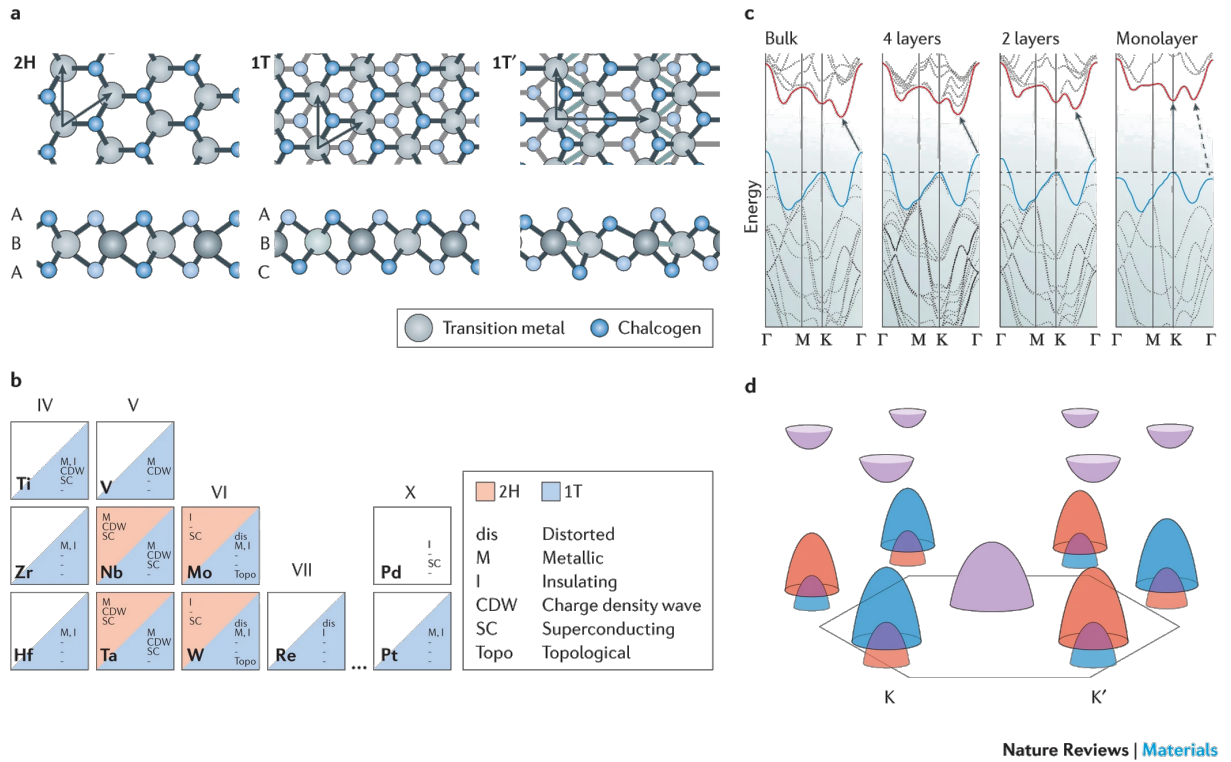 a
2H
1T
1T′
A
B
A
A
B
C
Transition metal
Chalcogen
b
IV
V
VI
VII
X
Ti
M, I
CDW
SC
-
V
M
CDW
-
-
Zr
M, I
-
-
-
Nb
M
CDW
SC
M
CDW
SC
-
Mo
I
-
SC
dis
M, I
-
-
Topo
Pd
I
-
SC
-
Hf
M, I
-
-
-
Ta
M
CDW
SC
M
CDW
SC
-
W
I
-
SC
dis
M, I
-
-
Topo
Re
dis
I
-
-
-
...
Pt
M, I
-
-
-
2H
1T
dis Distorted
M Metallic
I Insulating
CDW Charge density wave
SC Superconducting
Topo Topological
c
Bulk
4 layers
2 layers
Monolayer
Energy
Γ M K Γ
Γ M K Γ
Γ M K Γ
Γ M K Γ
d
K
K′
Nature Reviews | Materials